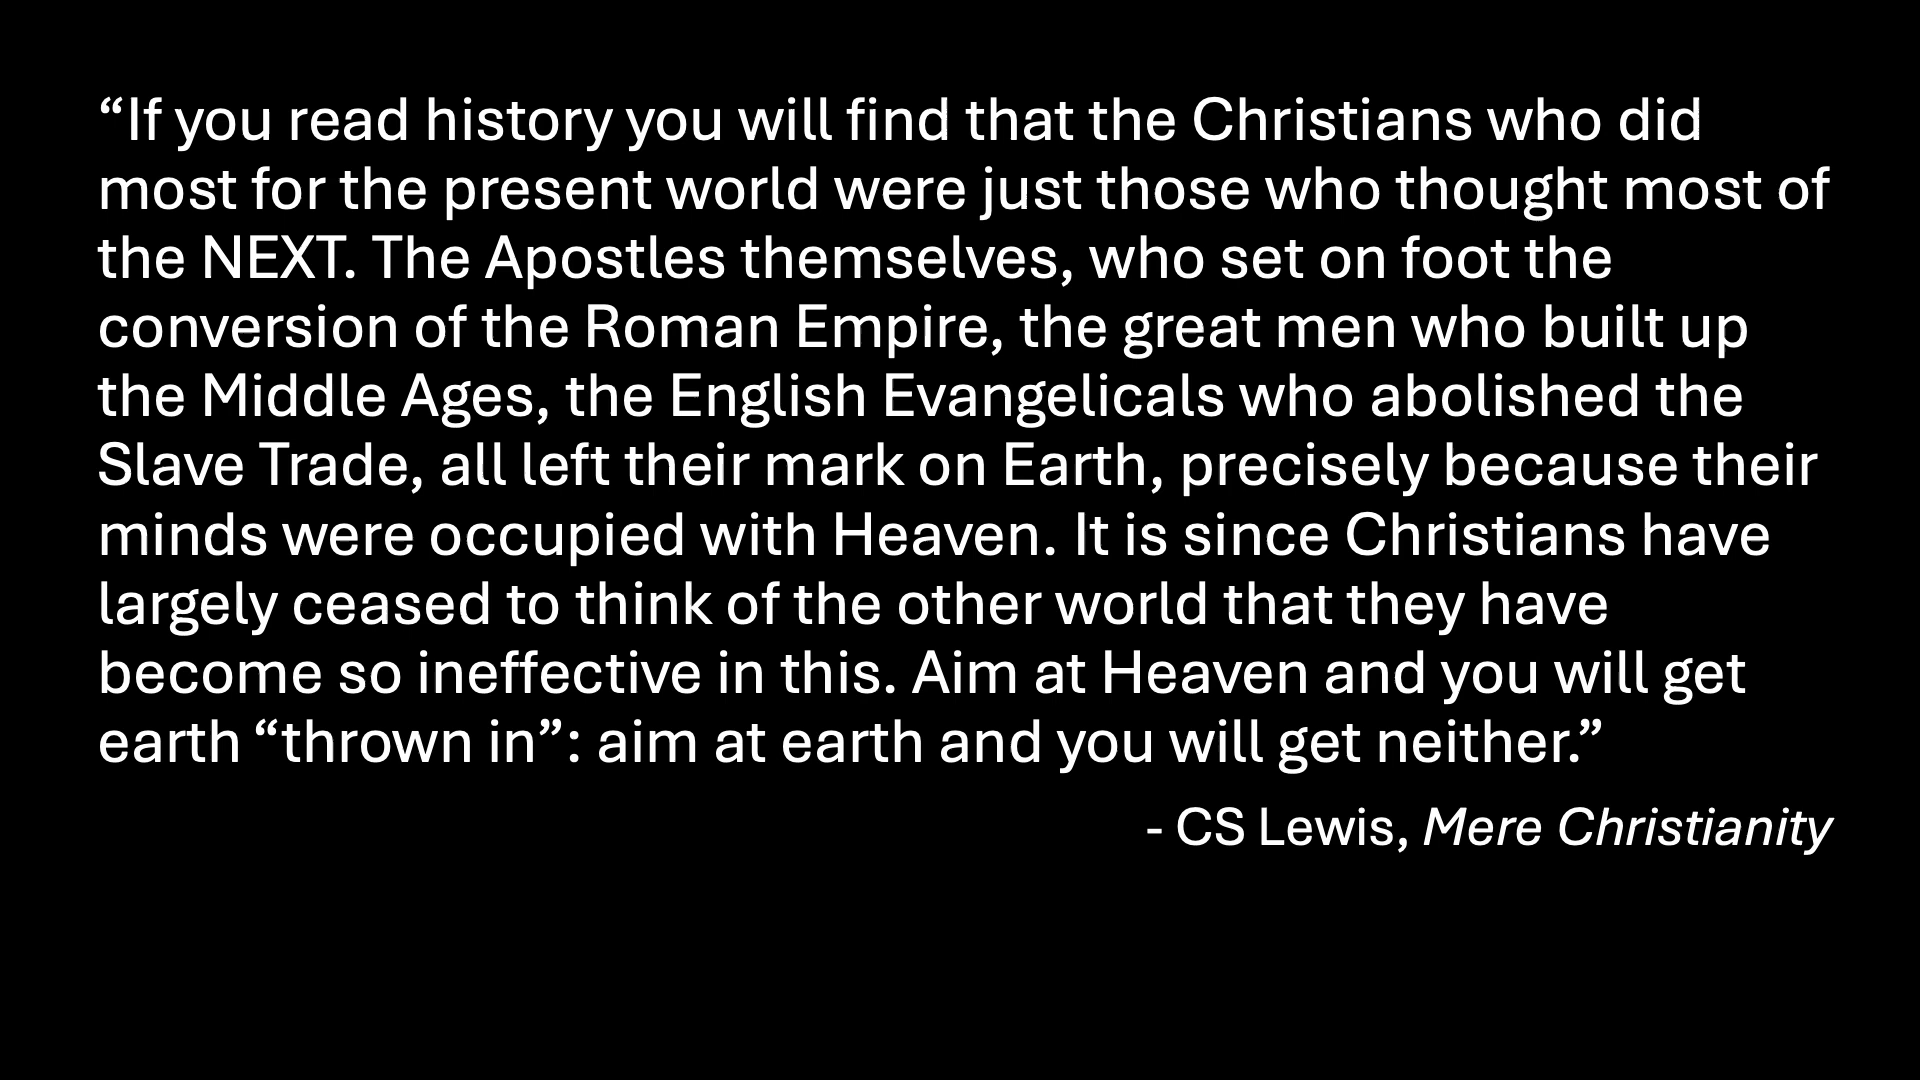 “If you read history you will find that the Christians who did
most for the present world were just those who thought most of
the NEXT. The Apostles themselves, who set on foot the
conversion of the Roman Empire, the great men who built up
the Middle Ages, the English Evangelicals who abolished the
Slave Trade, all left their mark on Earth, precisely because their
minds were occupied with Heaven. It is since Christians have
largely ceased to think of the other world that they have
become so ineffective in this. Aim at Heaven and you will get
earth “thrown in”: aim at earth and you will get neither.”
- CS Lewis, Mere Christianity